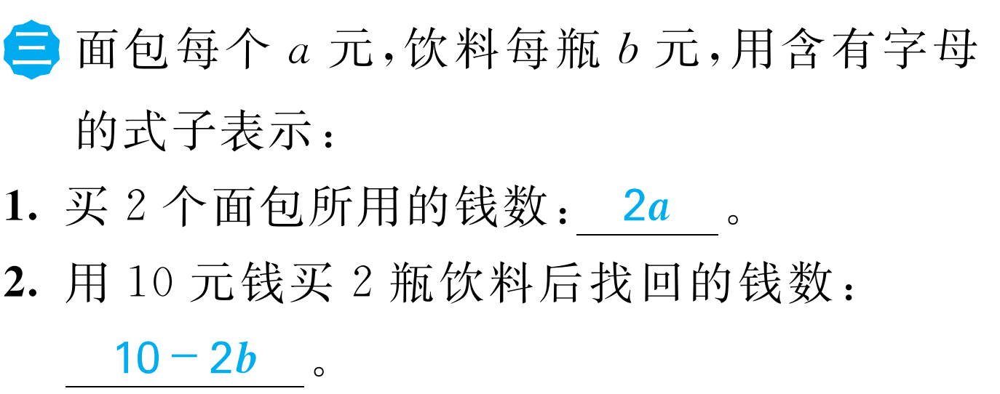 三 面包每个 a 元,饮料每瓶 b 元,用含有字母
的式子表示:
1. 买 2 个面包所用的钱数: 2a 。
2. 用 10 元钱买 2 瓶饮料后找回的钱数:
10－2b 。